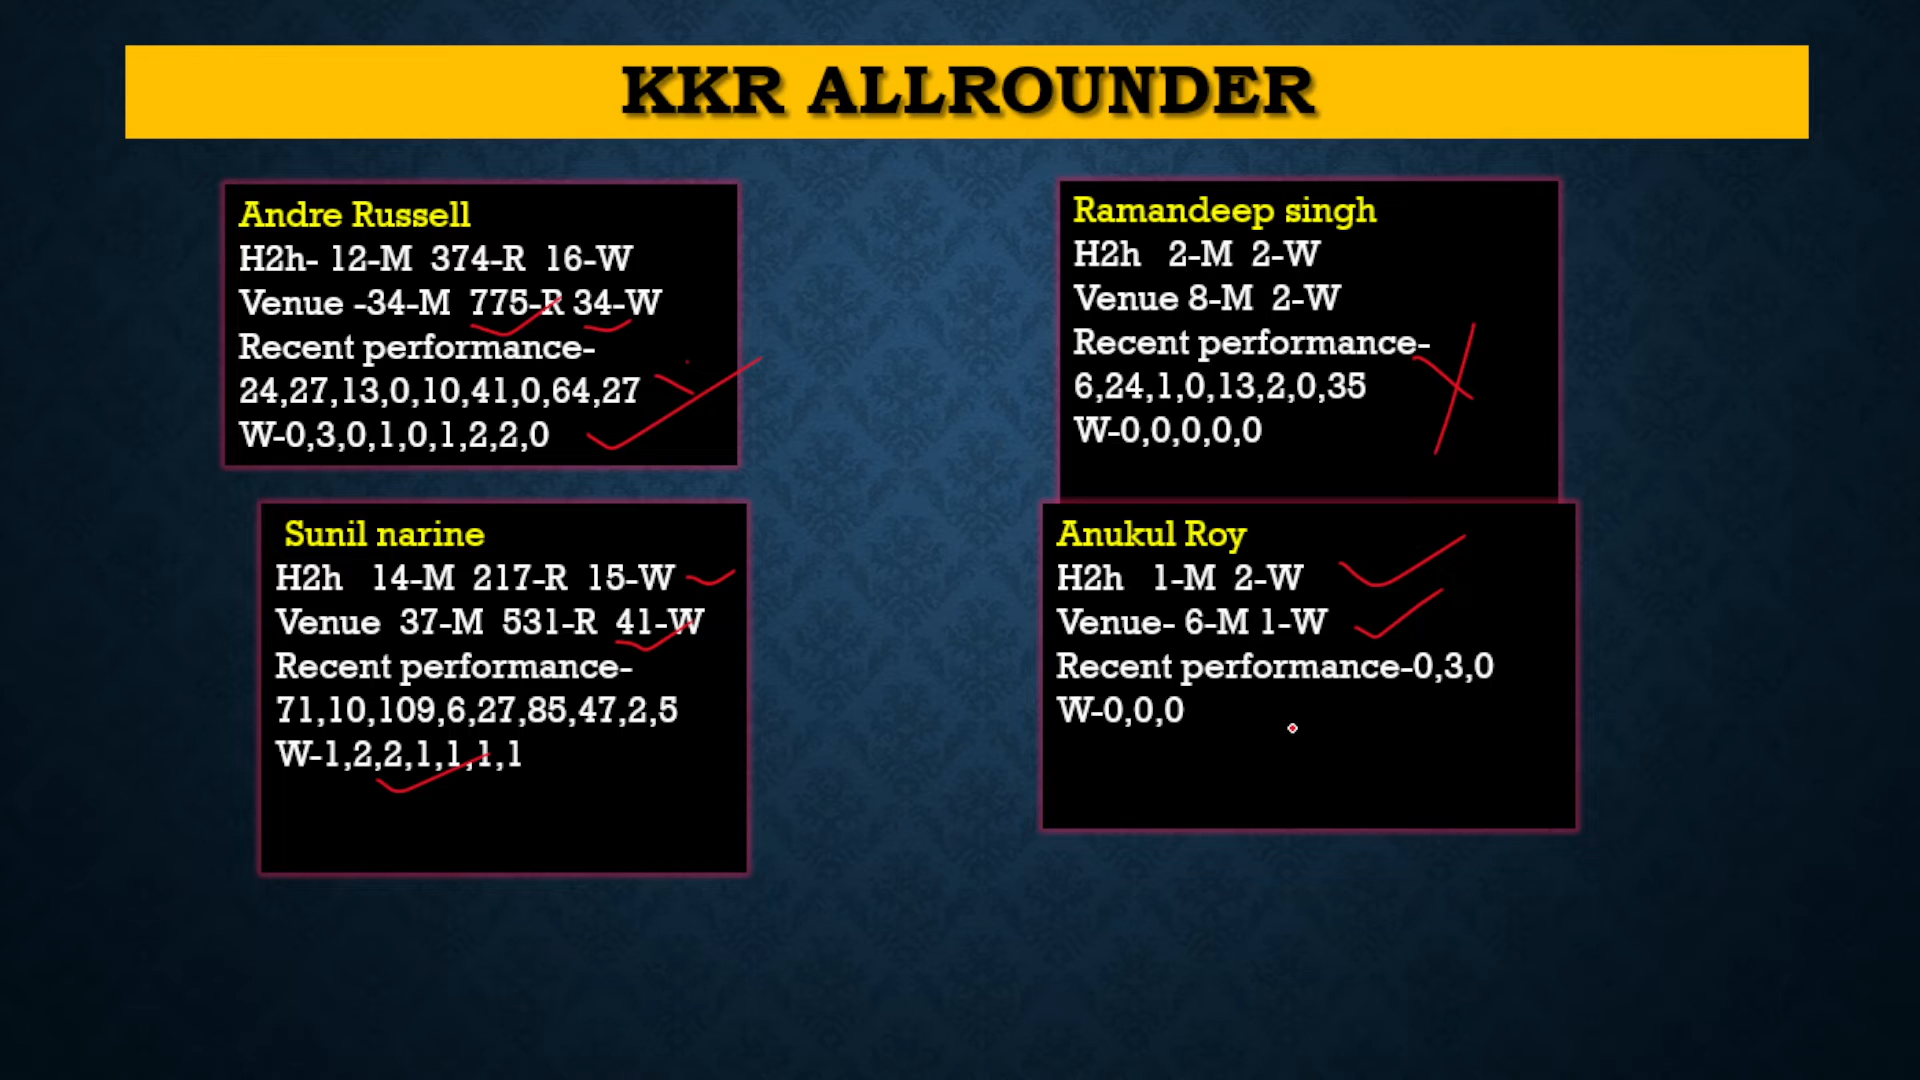 KKR ALLROUNDER
Andre Russell
H2h- 12-M 374-R 16-W
Venue -34-M 775-R 34-W
Recent performance-
24,27,13,0,10,41,0,64,27
W-0,3,0,1,0,1,2,2,0
Ramandeep singh
H2h 2-M 2-W
Venue 8-M 2-W
Recent performance-
6,24,1,0,13,2,0,35
W-0,0,0,0,0
Sunil narine
H2h 14-M 217-R 15-W
Venue 37-M 531-R 41-W
Recent performance-
71,10,109,6,27,85,47,2,5
W-1,2,2,1,1,1,1
Anukul Roy
H2h 1-M 2-W
Venue- 6-M 1-W
Recent performance-0,3,0
W-0,0,0